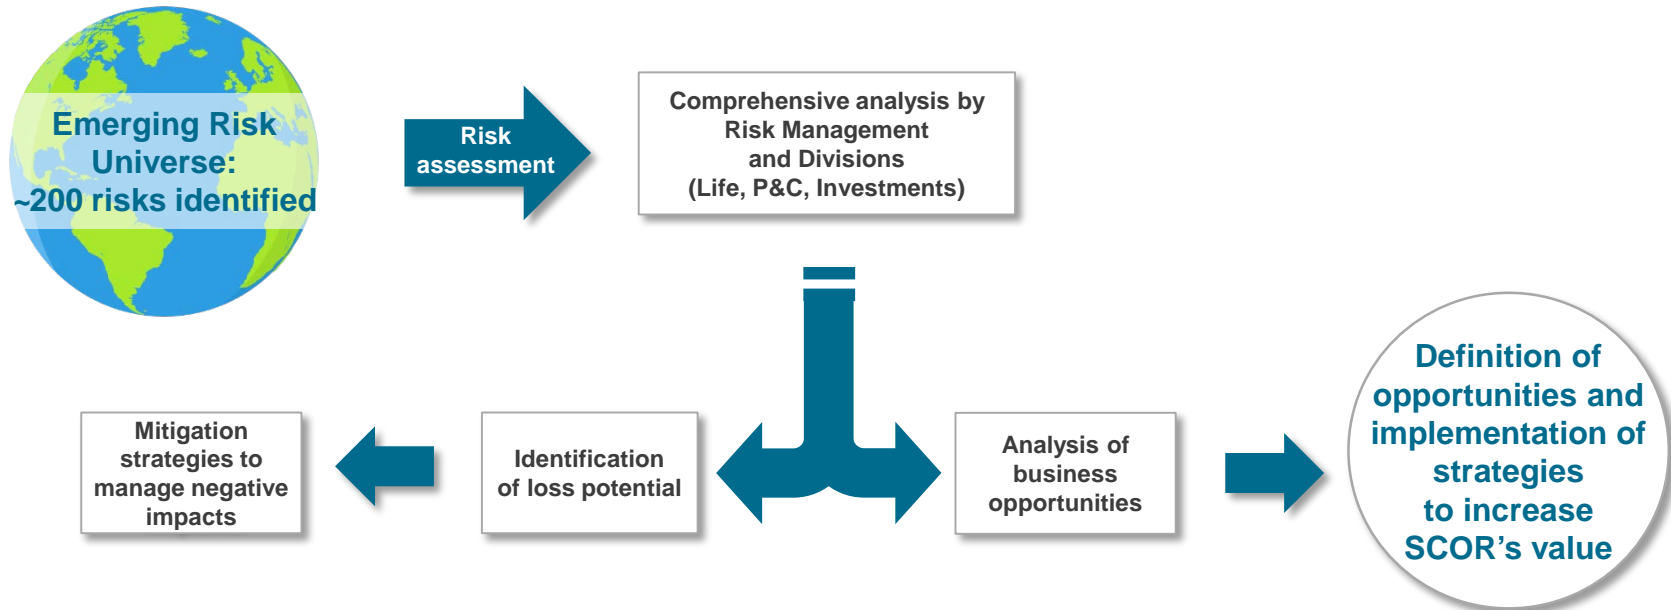 Emerging Risk
Universe:
~200 risks identified
Risk
assessment
Comprehensive analysis by
Risk Management
and Divisions
(Life, P&C, Investments)
Mitigation
strategies to
manage negative
impacts
Identification
of loss potential
Analysis of
business
opportunities
Definition of
opportunities and
implementation of
strategies
to increase
SCOR’s value